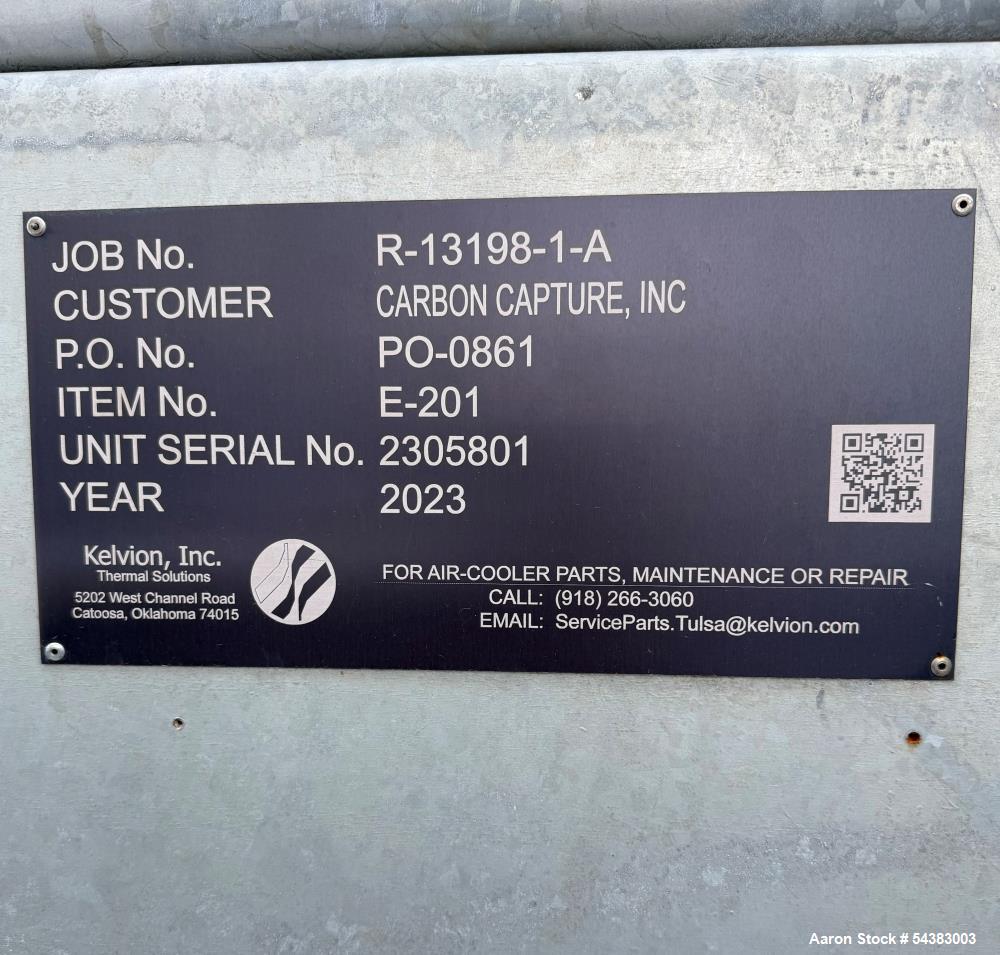 JOB No. R-13198-1-A
CUSTOMER CARBON CAPTURE, INC
P.O. No. PO-0861
ITEM No. E-201
UNIT SERIAL No. 2305801
YEAR 2023
Kelvion, Inc.
Thermal Solutions
5202 West Channel Road
Catoosa, Oklahoma 74015
FOR AIR-COOLER PARTS, MAINTENANCE OR REPAIR
CALL: (918) 266-3060
EMAIL: ServiceParts.Tulsa@kelvion.com
Aaron Stock # 54383003